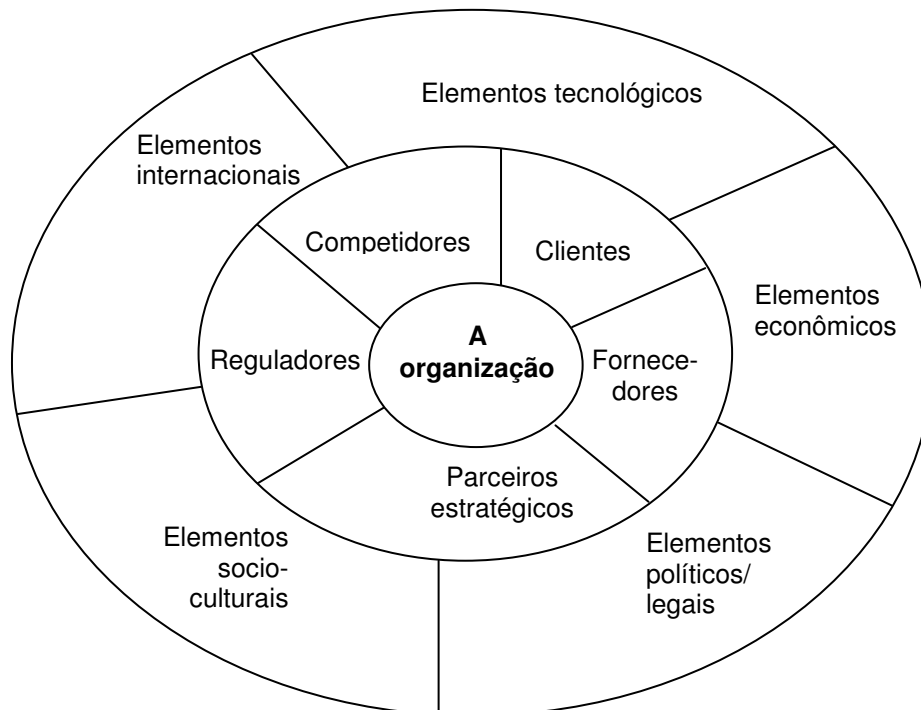 Elementos tecnológicos
Elementos
internacionais
Competidores
Clientes
Elementos
econômicos
Reguladores
A
organização
Fornece-
dores
Parceiros
estratégicos
Elementos
socio-
culturais
Elementos
políticos/
legais